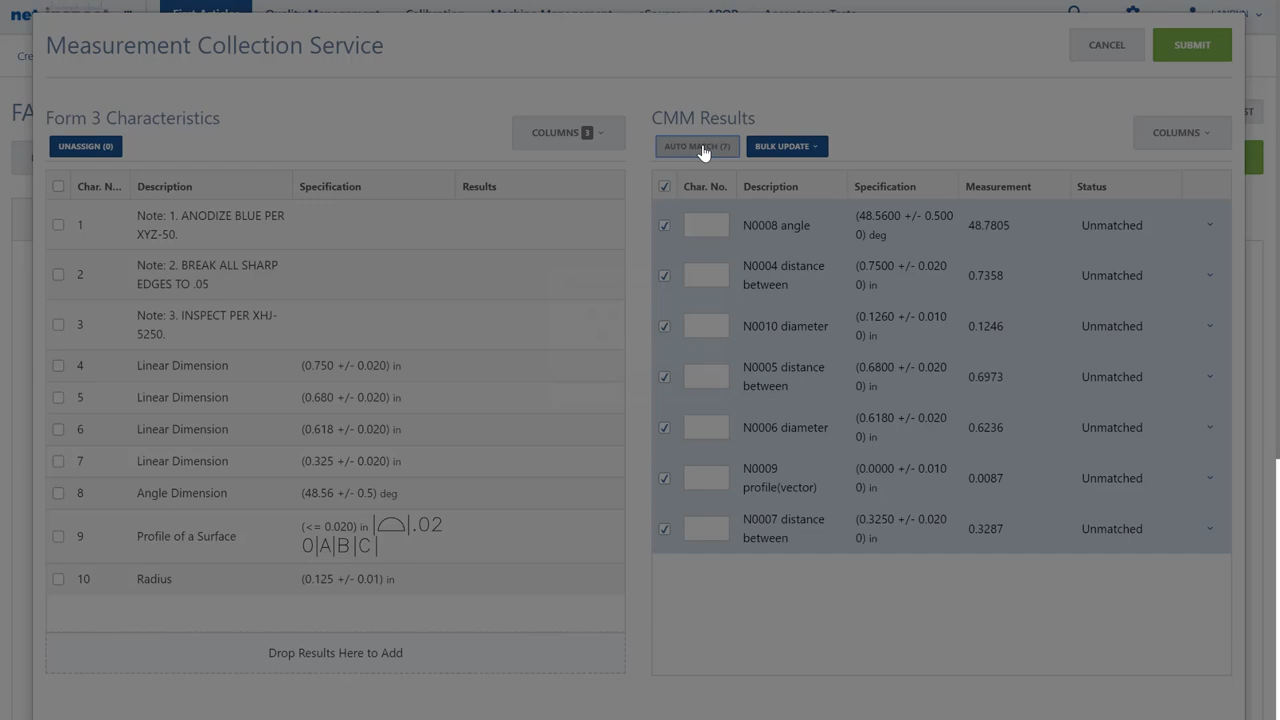 Measurement Collection Service
CANCEL
SUBMIT
Form 3 Characteristics
COLUMNS 3
UNASSIGN (0)
Char. N... Description Specification Results
1 Note: 1. ANODIZE BLUE PER
XYZ-50.
2 Note: 2. BREAK ALL SHARP
EDGES TO .05
3 Note: 3. INSPECT PER XHJ-
5250.
4 Linear Dimension (0.750 +/- 0.020) in
5 Linear Dimension (0.680 +/- 0.020) in
6 Linear Dimension (0.618 +/- 0.020) in
7 Linear Dimension (0.325 +/- 0.020) in
8 Angle Dimension (48.56 +/- 0.5) deg
9 Profile of a Surface (<= 0.020) in |⌓|.02
0|A|B|C|
10 Radius (0.125 +/- 0.01) in
Drop Results Here to Add
CMM Results
COLUMNS
AUTO MATCH (7) BULK UPDATE
Char. No. Description Specification Measurement Status
N0008 angle (48.5600 +/- 0.500
0) deg 48.7805 Unmatched
N0004 distance
between (0.7500 +/- 0.020
0) in 0.7358 Unmatched
N0010 diameter (0.1260 +/- 0.010
0) in 0.1246 Unmatched
N0005 distance
between (0.6800 +/- 0.020
0) in 0.6973 Unmatched
N0006 diameter (0.6180 +/- 0.020
0) in 0.6236 Unmatched
N0009
profile(vector) (0.0000 +/- 0.010
0) in 0.0087 Unmatched
N0007 distance
between (0.3250 +/- 0.020
0) in 0.3287 Unmatched